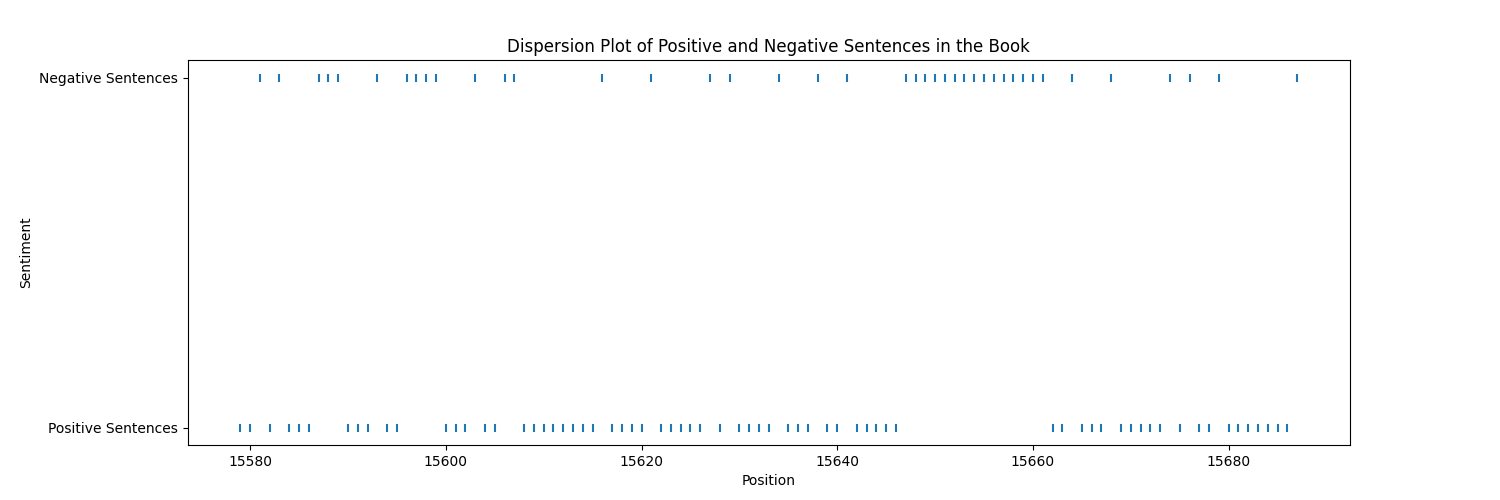 Dispersion Plot of Positive and Negative Sentences in the Book
Negative Sentences
Sentiment
Positive Sentences
15580 15600 15620 15640 15660 15680
Position